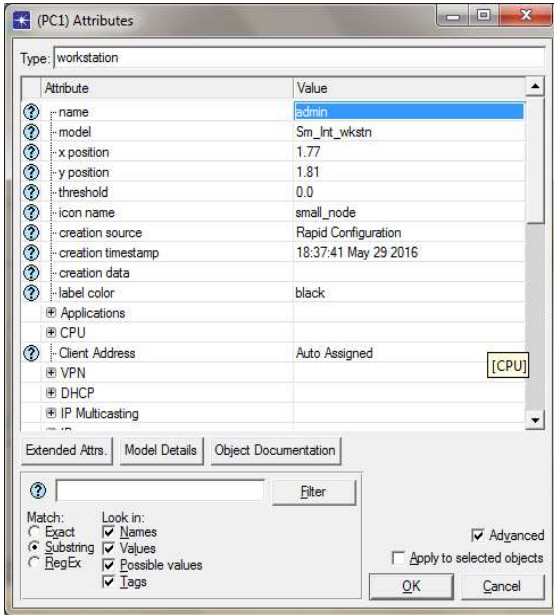 (PC1) Attributes
Type: workstation
Attribute Value
name admin
model Sm_Int_wkstn
x position 1.77
y position 1.81
threshold 0.0
icon name small_node
creation source Rapid Configuration
creation timestamp 18:37:41 May 29 2016
creation data
label color black
Applications
CPU
Client Address Auto Assigned
[CPU]
VPN
DHCP
IP Multicasting
Extended Attrs. Model Details Object Documentation
Filter
Match: Look in:
Exact Names
Substring Values
RegEx Possible values
Tags
Advanced
Apply to selected objects
OK Cancel